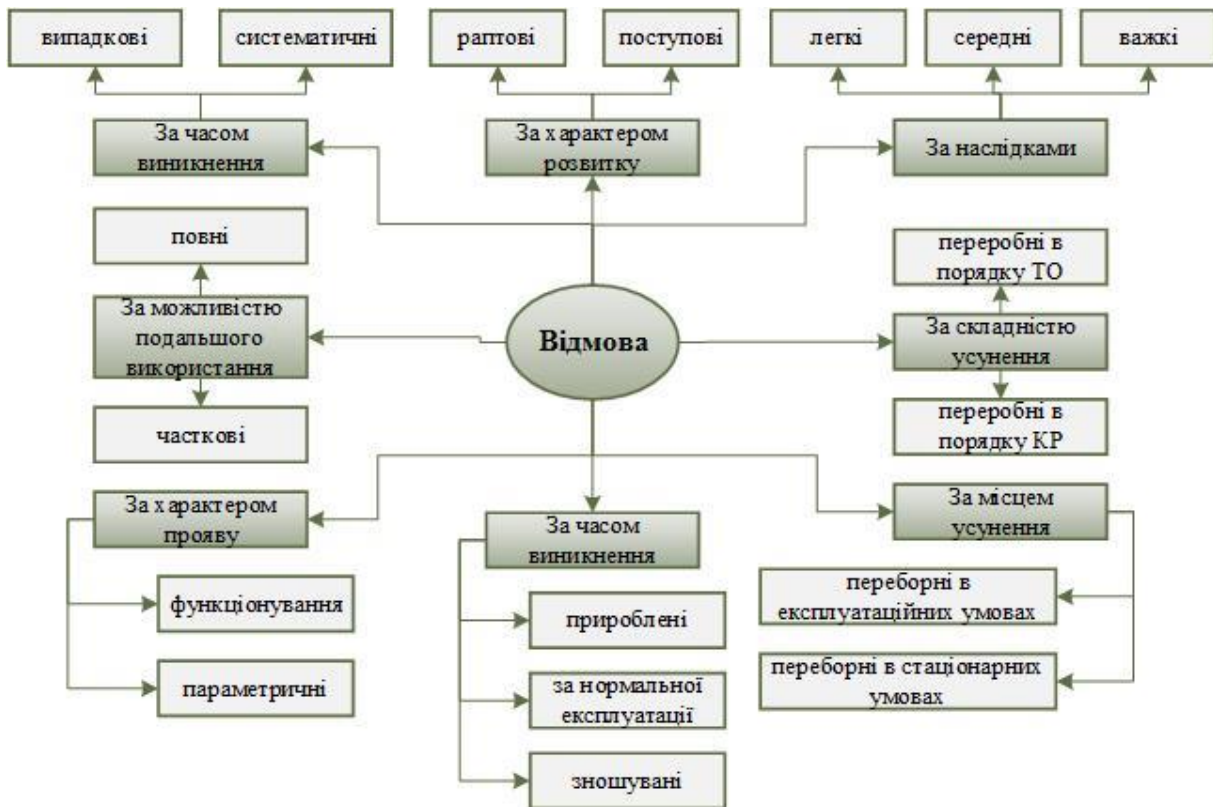 випадкові
систематичні
раптові
поступові
легкі
середні
важкі
За часом
виникнення
За характером
розвитку
За наслідками
повні
переробні в
порядку ТО
За можливістю
подальшого
використання
Відмова
За складністю
усунення
часткові
переробні в
порядку КР
За характером
прояву
За часом
виникнення
За місцем
усунення
функціонування
параметричні
прироблені
за нормальної
експлуатації
зношувані
переборні в
експлуатаційних умовах
переборні в стаціонарних
умовах